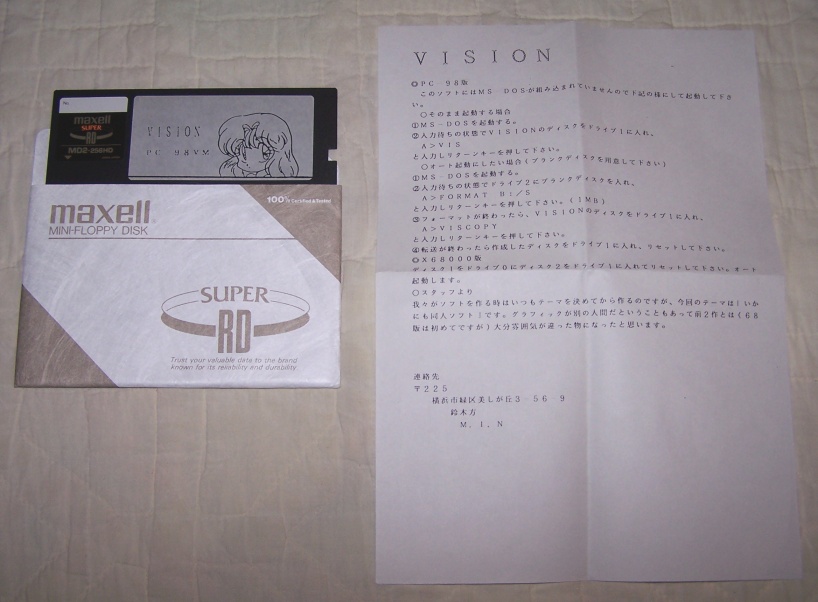 maxell
SUPER
RD
MD2-256HD
VISION
PC-98VM
maxell
MINI-FLOPPY DISK
100% Certified & Tested
SUPER
RD
Trust your valuable data to the brand
known for its reliability and durability.
VISION
◎PC-98版
このソフトにはMS-DOSが組み込まれていませんので下記の様にして起動して下さ
い。
○そのまま起動する場合
①MS-DOSを起動する。
②入力待ちの状態でVISIONのディスクをドライブ1に入れ、
A>VIS
と入力しリターンキーを押して下さい。
○オート起動にしたい場合(ブランクディスクを用意して下さい)
①MS-DOSを起動する。
②入力待ちの状態でドライブ2にブランクディスクを入れ、
A>FORMAT B:/S
と入力しリターンキーを押して下さい。(1MB)
③フォーマットが終わったら、VISIONのディスクをドライブ1に入れ、
A>VISCOPY
と入力しリターンキーを押して下さい。
④転送が終わったら作成したディスクをドライブ1に入れ、リセットして下さい。
◎X68000版
ディスク1をドライブ0にディスク2をドライブ1に入れてリセットして下さい。オート
起動します。
○スタッフより
我々がソフトを作る時はいつもテーマを決めてから作るのですが、今回のテーマは「いか
にも同人ソフト」です。グラフィックが別の人間だということもあって前2作とは(68
版は初めてですが)大分雰囲気が違った物になったと思います。
連絡先
〒225
横浜市緑区美しが丘3-56-9
鈴木方
M.I.N